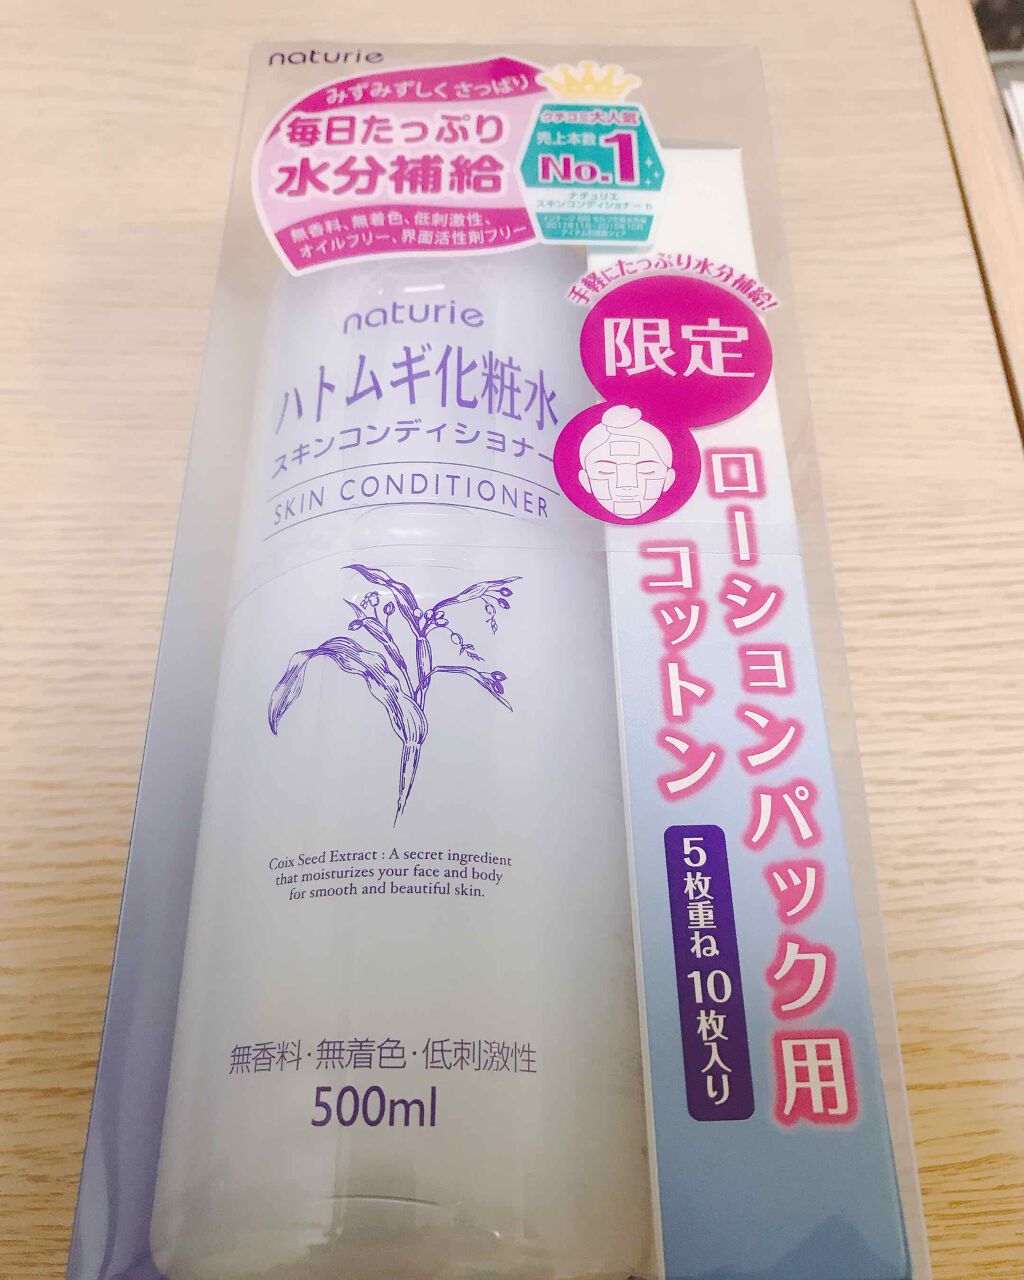 naturie
みずみずしくさっぱり
毎日たっぷり
水分補給
無香料、無着色、低刺激性、
オイルフリー、界面活性剤フリー
クチコミ大人気
売上本数
No.1
ナチュリエ
スキンコンディショナー h
手軽にたっぷり水分補給!
限定
ローションパック用
コットン
5枚重ね10枚入り
naturie
ハトムギ化粧水
スキンコンディショナー
SKIN CONDITIONER
Coix Seed Extract : A secret ingredient
that moisturizes your face and body
for smooth and beautiful skin.
無香料・無着色・低刺激性
500ml